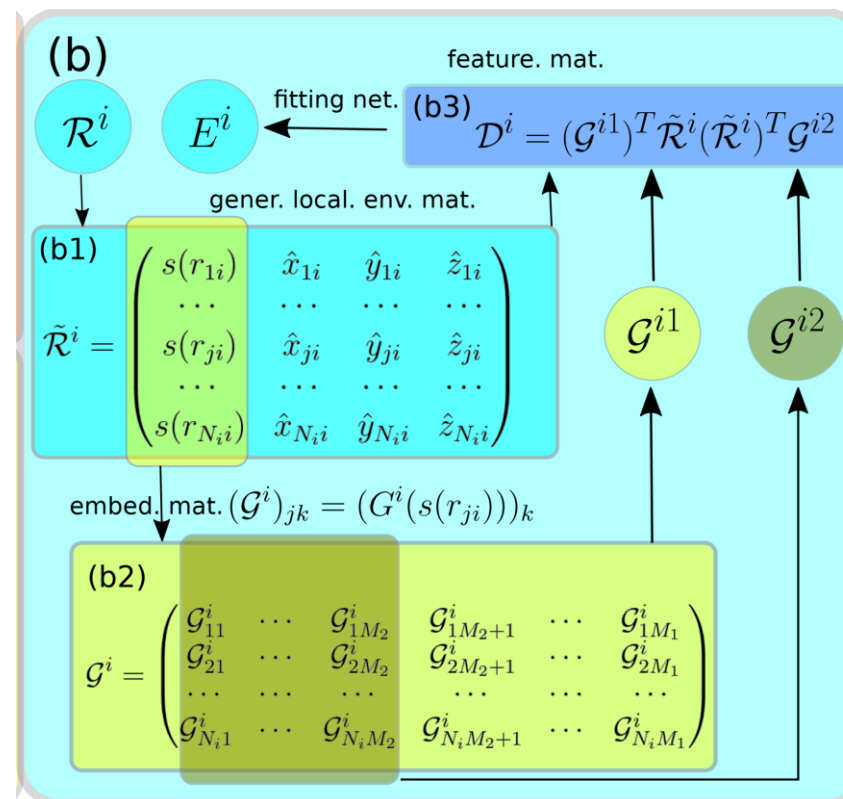 (b)
feature. mat.
ℛ^i
E^i
fitting net.
(b3)
𝒟^i = (𝒢^{i1})^T ℛ̃^i (ℛ̃^i)^T 𝒢^{i2}
gener. local. env. mat.
(b1)
ℛ̃^i =
s(r_{1i}) x̂_{1i} ŷ_{1i} ẑ_{1i}
⋯ ⋯ ⋯ ⋯
s(r_{ji}) x̂_{ji} ŷ_{ji} ẑ_{ji}
⋯ ⋯ ⋯ ⋯
s(r_{N_i i}) x̂_{N_i i} ŷ_{N_i i} ẑ_{N_i i}
𝒢^{i1}
𝒢^{i2}
embed. mat. (𝒢^i)_{jk} = (G^i(s(r_{ji})))_k
(b2)
𝒢^i =
𝒢^i_{11} ⋯ 𝒢^i_{1M_2} 𝒢^i_{1M_2+1} ⋯ 𝒢^i_{1M_1}
𝒢^i_{21} ⋯ 𝒢^i_{2M_2} 𝒢^i_{2M_2+1} ⋯ 𝒢^i_{2M_1}
⋯ ⋯ ⋯ ⋯ ⋯ ⋯
𝒢^i_{N_i 1} ⋯ 𝒢^i_{N_i M_2} 𝒢^i_{N_i M_2+1} ⋯ 𝒢^i_{N_i M_1}